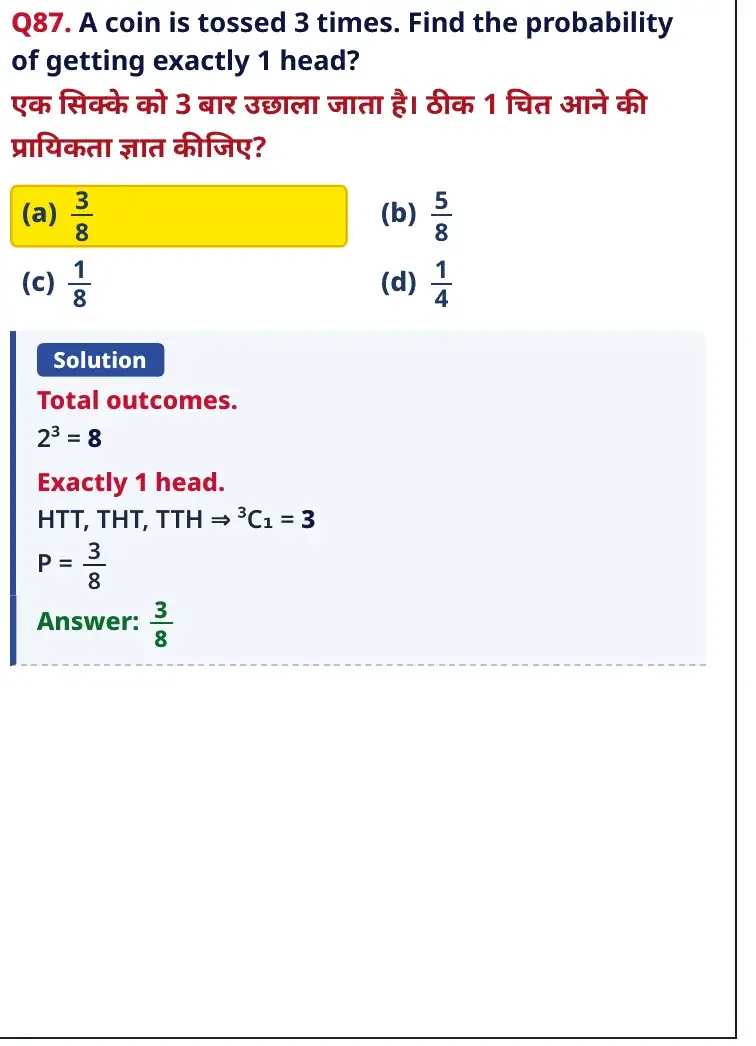 Q87. A coin is tossed 3 times. Find the probability
of getting exactly 1 head?
एक सिक्के को 3 बार उछाला जाता है। ठीक 1 चित आने की
प्रायिकता ज्ञात कीजिए?
(a) 3/8 (b) 5/8
(c) 1/8 (d) 1/4
Solution
Total outcomes.
2³ = 8
Exactly 1 head.
HTT, THT, TTH ⇒ ³C₁ = 3
P = 3/8
Answer: 3/8